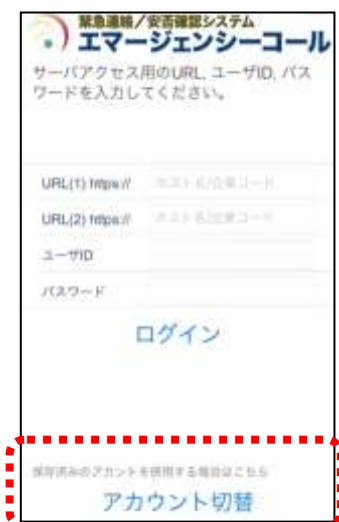 緊急連絡／安否確認システム
エマージェンシーコール
サーバアクセス用のURL, ユーザID, パス
ワードを入力してください。
URL(1) https://
ホスト名/企業コード
URL(2) https://
ホスト名/企業コード
ユーザID
パスワード
ログイン
保存済みのアカントを使用する場合はこちら
アカウント切替